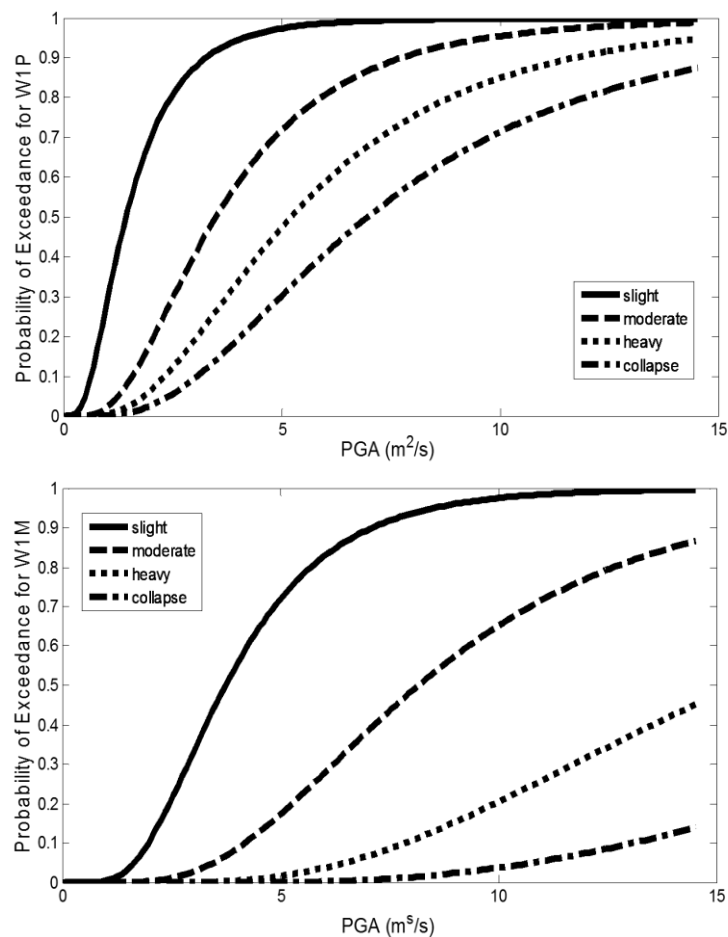 1
0.9
0.8
0.7
0.6
0.5
0.4
0.3
0.2
0.1
0
Probability of Exceedance for W1P
slight
moderate
heavy
collapse
0 5 10 15
PGA (m²/s)
1
0.9
0.8
0.7
0.6
0.5
0.4
0.3
0.2
0.1
0
Probability of Exceedance for W1M
slight
moderate
heavy
collapse
0 5 10 15
PGA (mˢ/s)